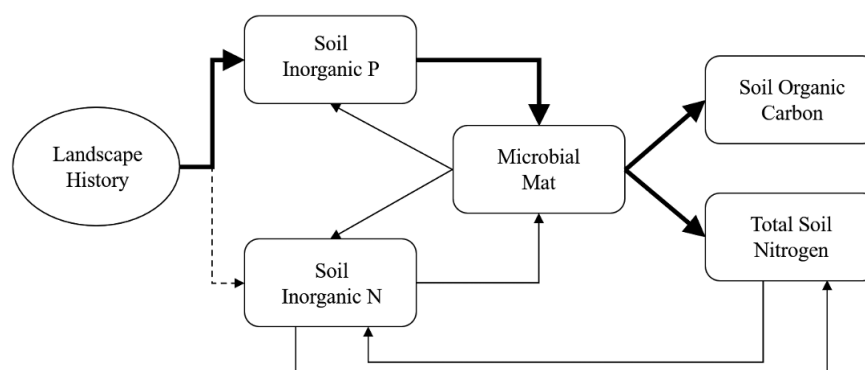 Soil
Inorganic P
Soil Organic
Carbon
Landscape
History
Microbial
Mat
Total Soil
Nitrogen
Soil
Inorganic N